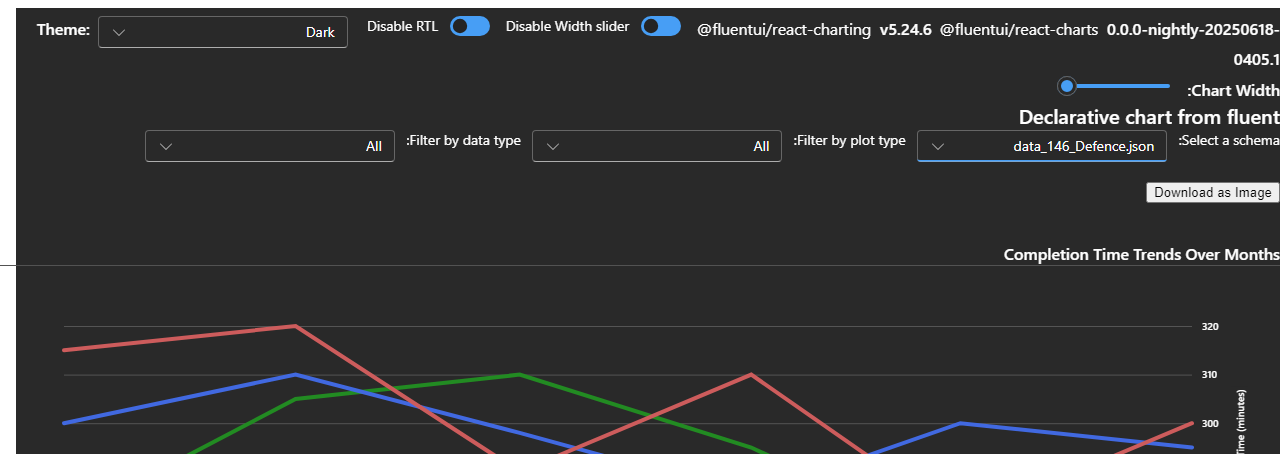 Theme: Dark Disable RTL Disable Width slider @fluentui/react-charting v5.24.6 @fluentui/react-charts 0.0.0-nightly-20250618-
0405.1
:Chart Width
Declarative chart from fluent
All :Filter by data type All :Filter by plot type data_146_Defence.json :Select a schema
Download as Image
Completion Time Trends Over Months
320
310
300
Time (minutes)